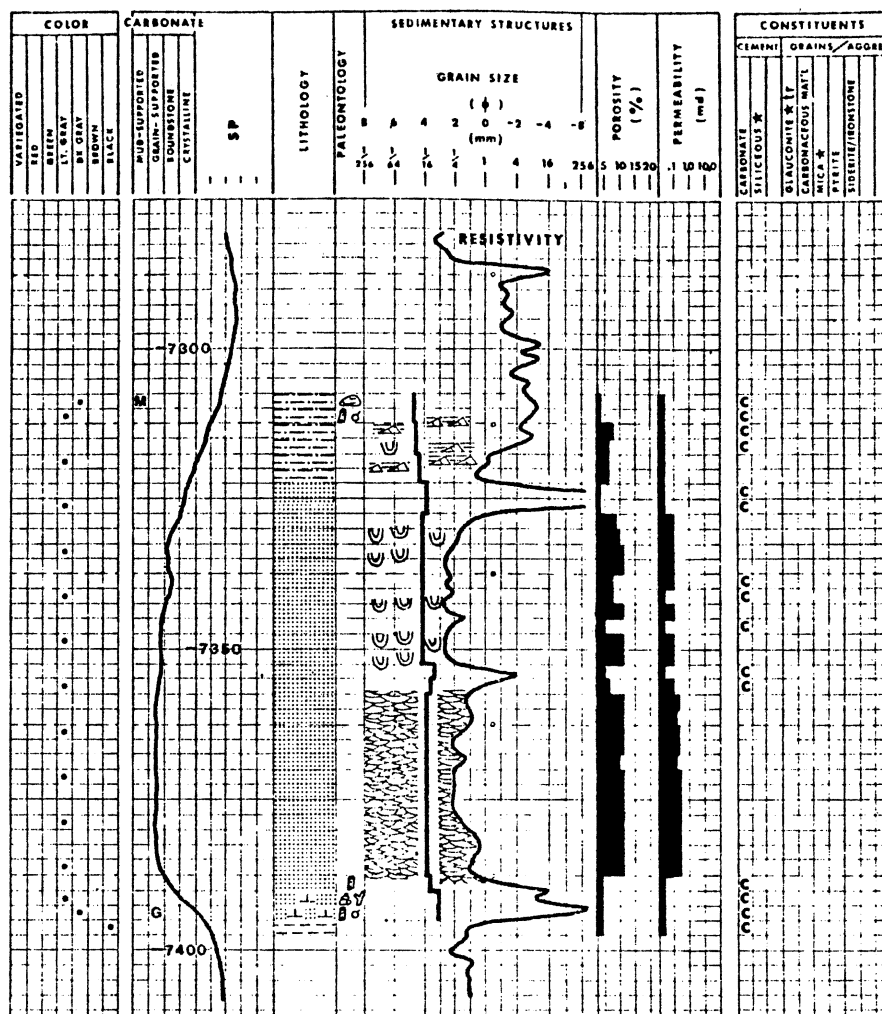 COLOR
CARBONATE
SEDIMENTARY STRUCTURES
CONSTITUENTS
CEMENT GRAINS/AGGRE
VARIEGATED
RED
GREEN
LT. GRAY
DK GRAY
BROWN
BLACK
MUD-SUPPORTED
GRAIN-SUPPORTED
BOUNDSTONE
CRYSTALLINE
SP
LITHOLOGY
PALEONTOLOGY
GRAIN SIZE
(ϕ)
8 6 4 2 0 -2 -4 -8
(mm)
1/256 1/64 1/16 1/4 1 4 16 256
POROSITY
(%)
5 10 15 20
PERMEABILITY
(md)
.1 1.0 10.0
CARBONATE
SILICEOUS ★
GLAUCONITE ★ LF
CARBONACEOUS MAT'L
MICA ★
PYRITE
SIDERITE/IRONSTONE
RESISTIVITY
-7300
M
C
C
C
C
C
C
C
C
C
C
C
-7350
C
C
C
C
G
C
C
-7400